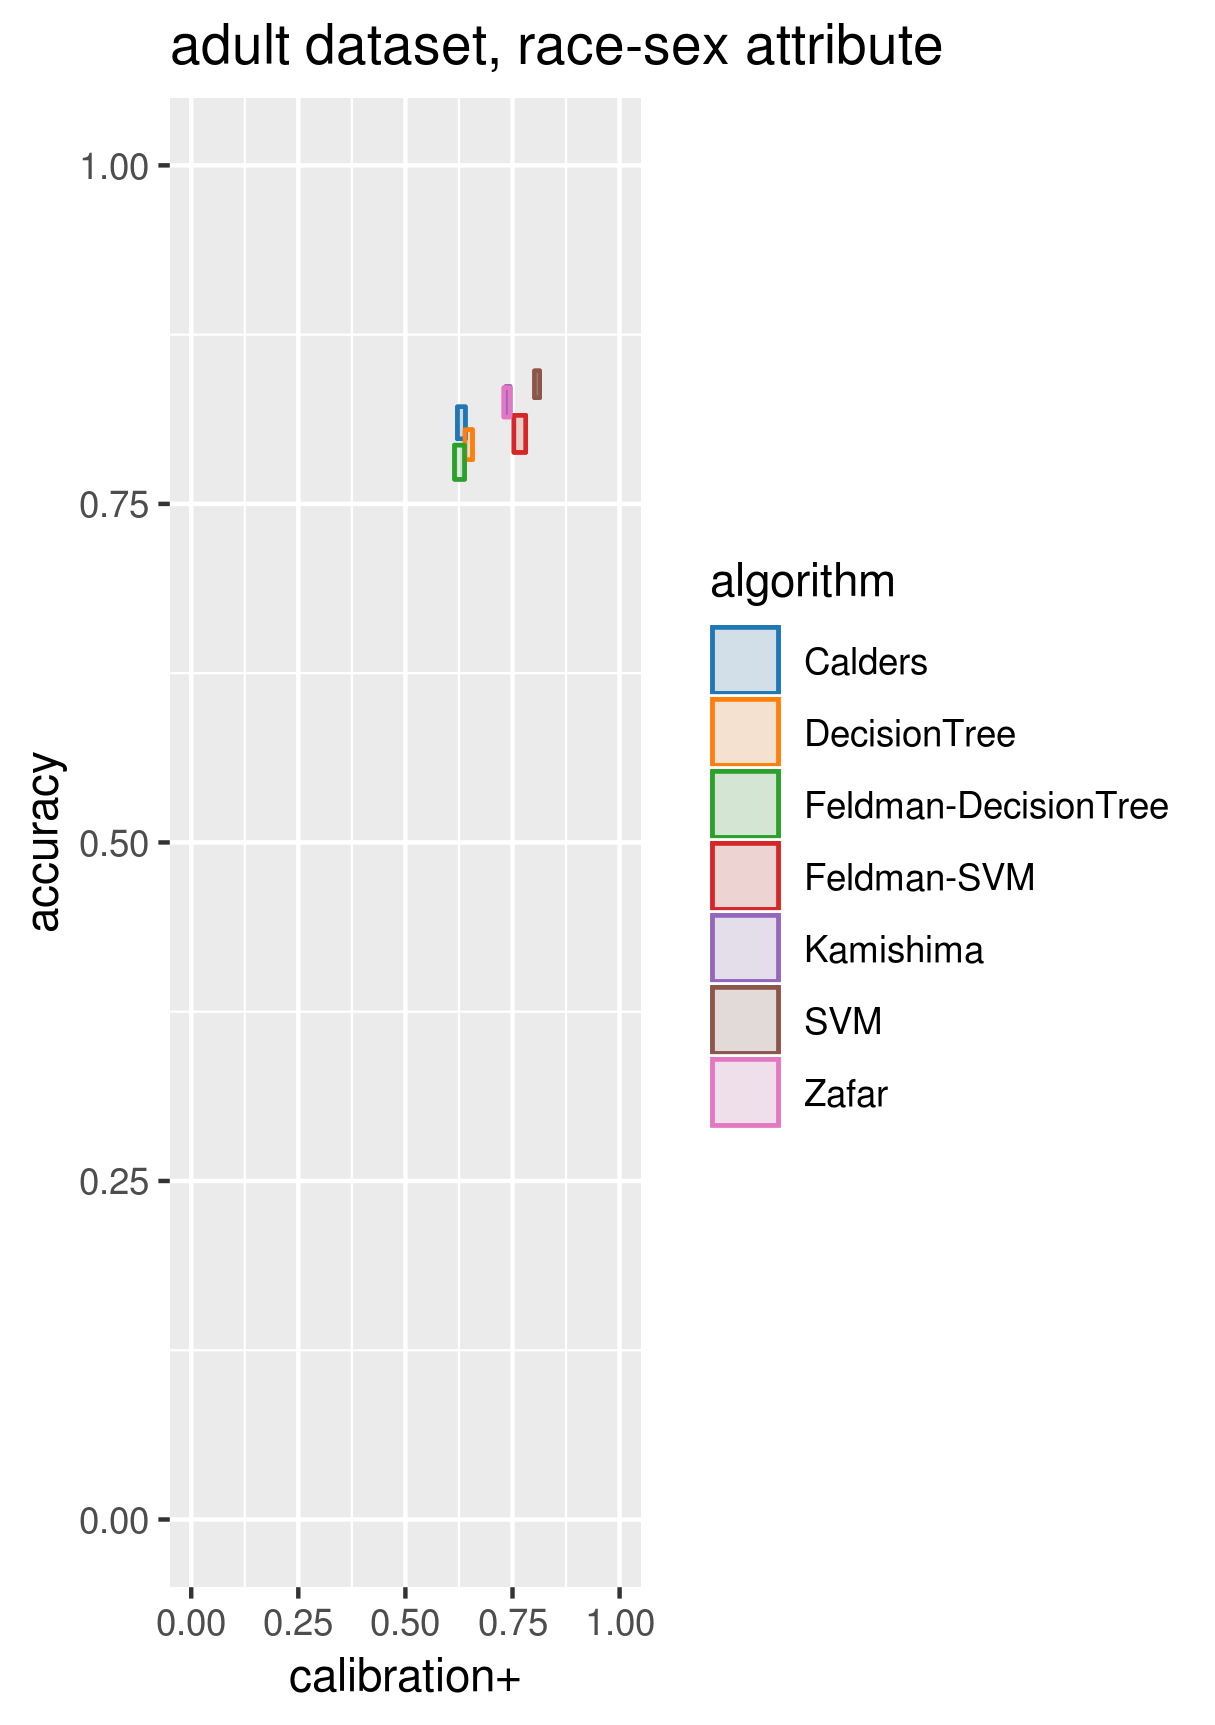 adult dataset, race-sex attribute
1.00
0.75
0.50
0.25
0.00
accuracy
0.00 0.25 0.50 0.75 1.00
calibration+
algorithm
Calders
DecisionTree
Feldman-DecisionTree
Feldman-SVM
Kamishima
SVM
Zafar